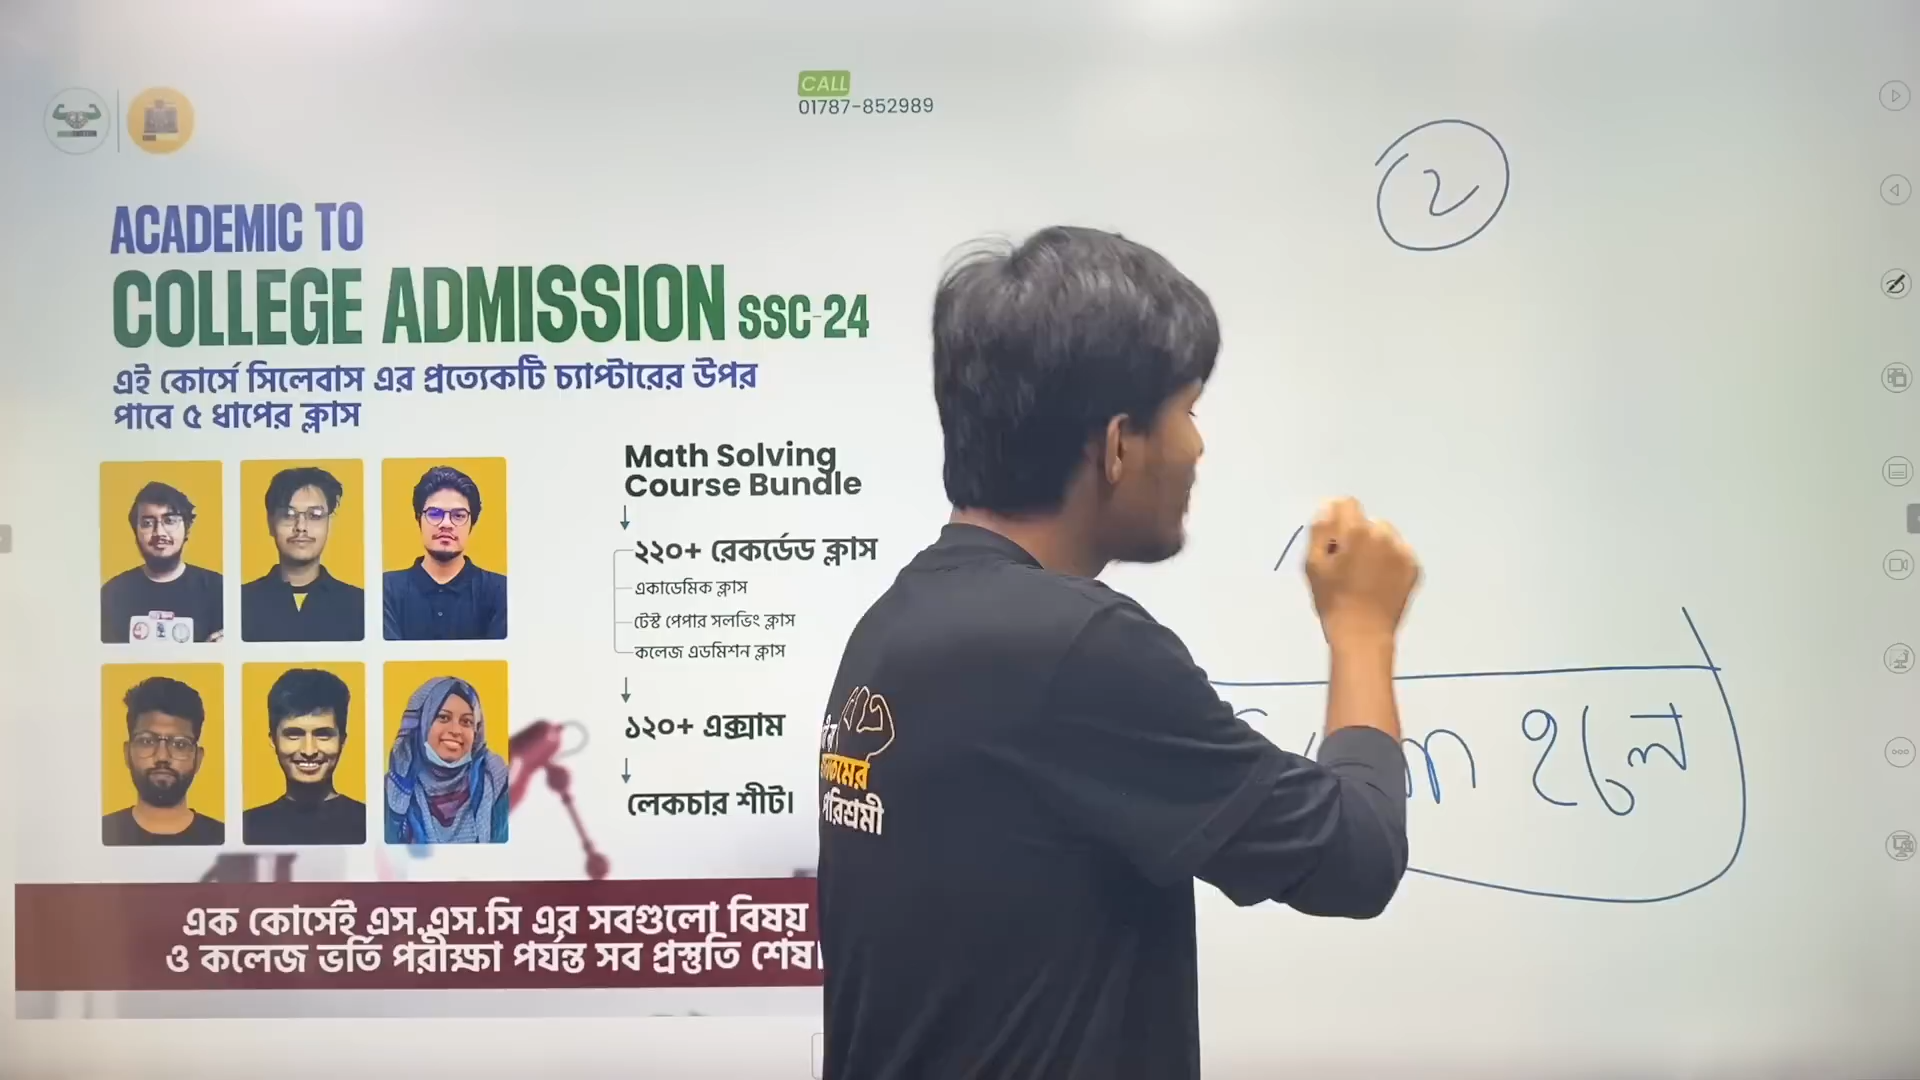 CALL
01787-852989
ACADEMIC TO
COLLEGE ADMISSION SSC-24
এই কোর্সে সিলেবাস এর প্রত্যেকটি চ্যাপ্টারের উপর
পাবে ৫ ধাপের ক্লাস
Math Solving
Course Bundle
২২০+ রেকর্ডেড ক্লাস
একাডেমিক ক্লাস
টেস্ট পেপার সলভিং ক্লাস
কলেজ এডমিশন ক্লাস
১২০+ এক্সাম
লেকচার শীট।
এক কোর্সেই এস.এস.সি এর সবগুলো বিষয়
ও কলেজ ভর্তি পরীক্ষা পর্যন্ত সব প্রস্তুতি শেষ।
২
হলে
পরিশ্রমী